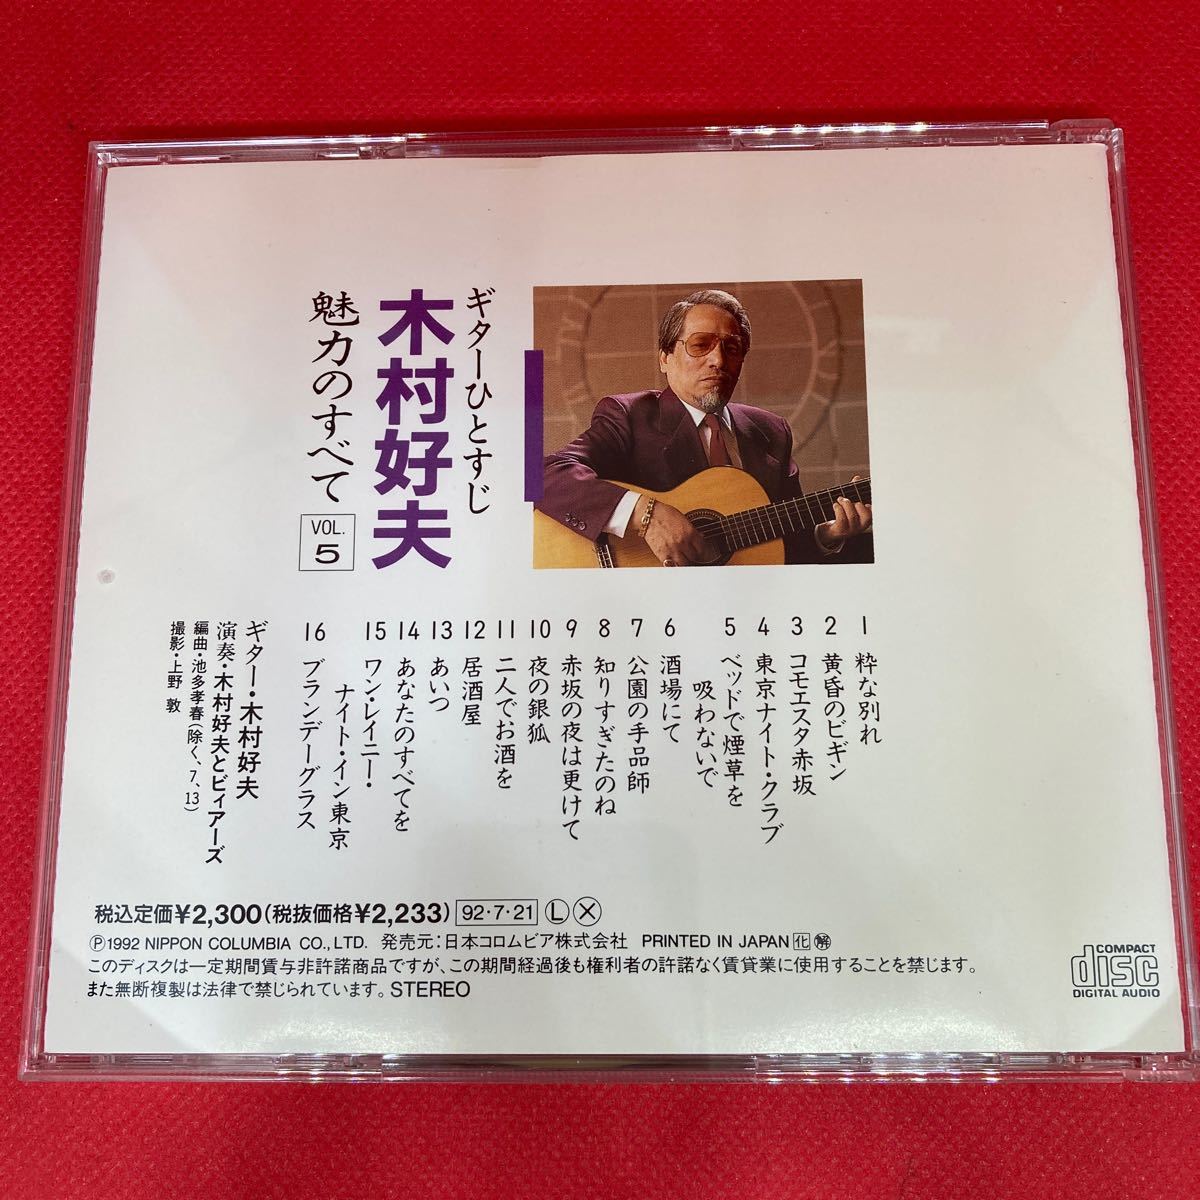 ギターひとすじ
木村好夫
魅力のすべて
VOL.
5
1 粋な別れ
2 黄昏のビギン
3 コモエスタ赤坂
4 東京ナイト・クラブ
5 ベッドで煙草を
吸わないで
6 酒場にて
7 公園の手品師
8 知りすぎたのね
9 赤坂の夜は更けて
10 夜の銀狐
11 二人でお酒を
12 居酒屋
13 あいつ
14 あなたのすべてを
15 ワン・レイニー・
ナイト・イン東京
16 ブランデーグラス
ギター・木村好夫
演奏・木村好夫とビィアーズ
編曲・池多孝春(除く、7、13)
撮影・上野 敦
税込定価¥2,300(税抜価格¥2,233) 92・7・21 Ⓛ Ⓧ
Ⓟ1992 NIPPON COLUMBIA CO., LTD. 発売元:日本コロムビア株式会社 PRINTED IN JAPAN 化 解
このディスクは一定期間賃与非許諾商品ですが、この期間経過後も権利者の許諾なく賃貸業に使用することを禁じます。
また無断複製は法律で禁じられています。STEREO
COMPACT
disc
DIGITAL AUDIO